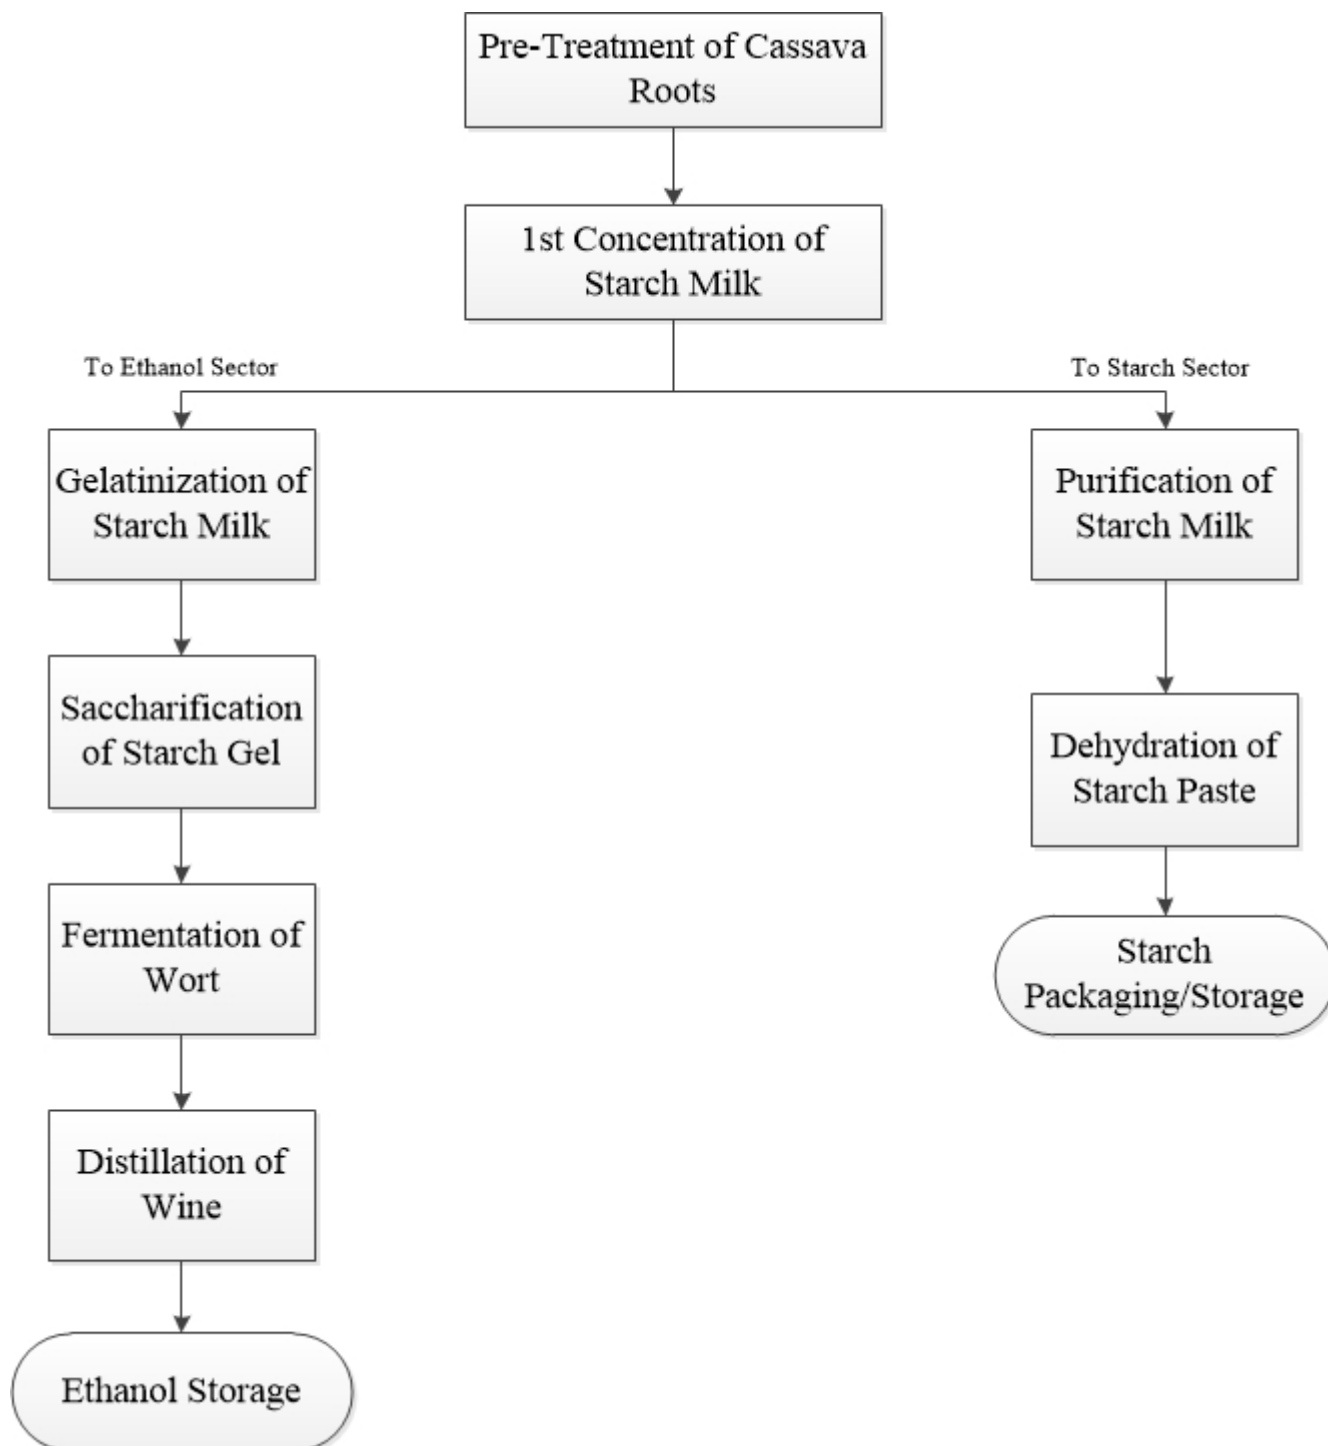 Pre-Treatment of Cassava
Roots
1st Concentration of
Starch Milk
To Ethanol Sector
To Starch Sector
Gelatinization of
Starch Milk
Saccharification
of Starch Gel
Fermentation of
Wort
Distillation of
Wine
Ethanol Storage
Purification of
Starch Milk
Dehydration of
Starch Paste
Starch
Packaging/Storage